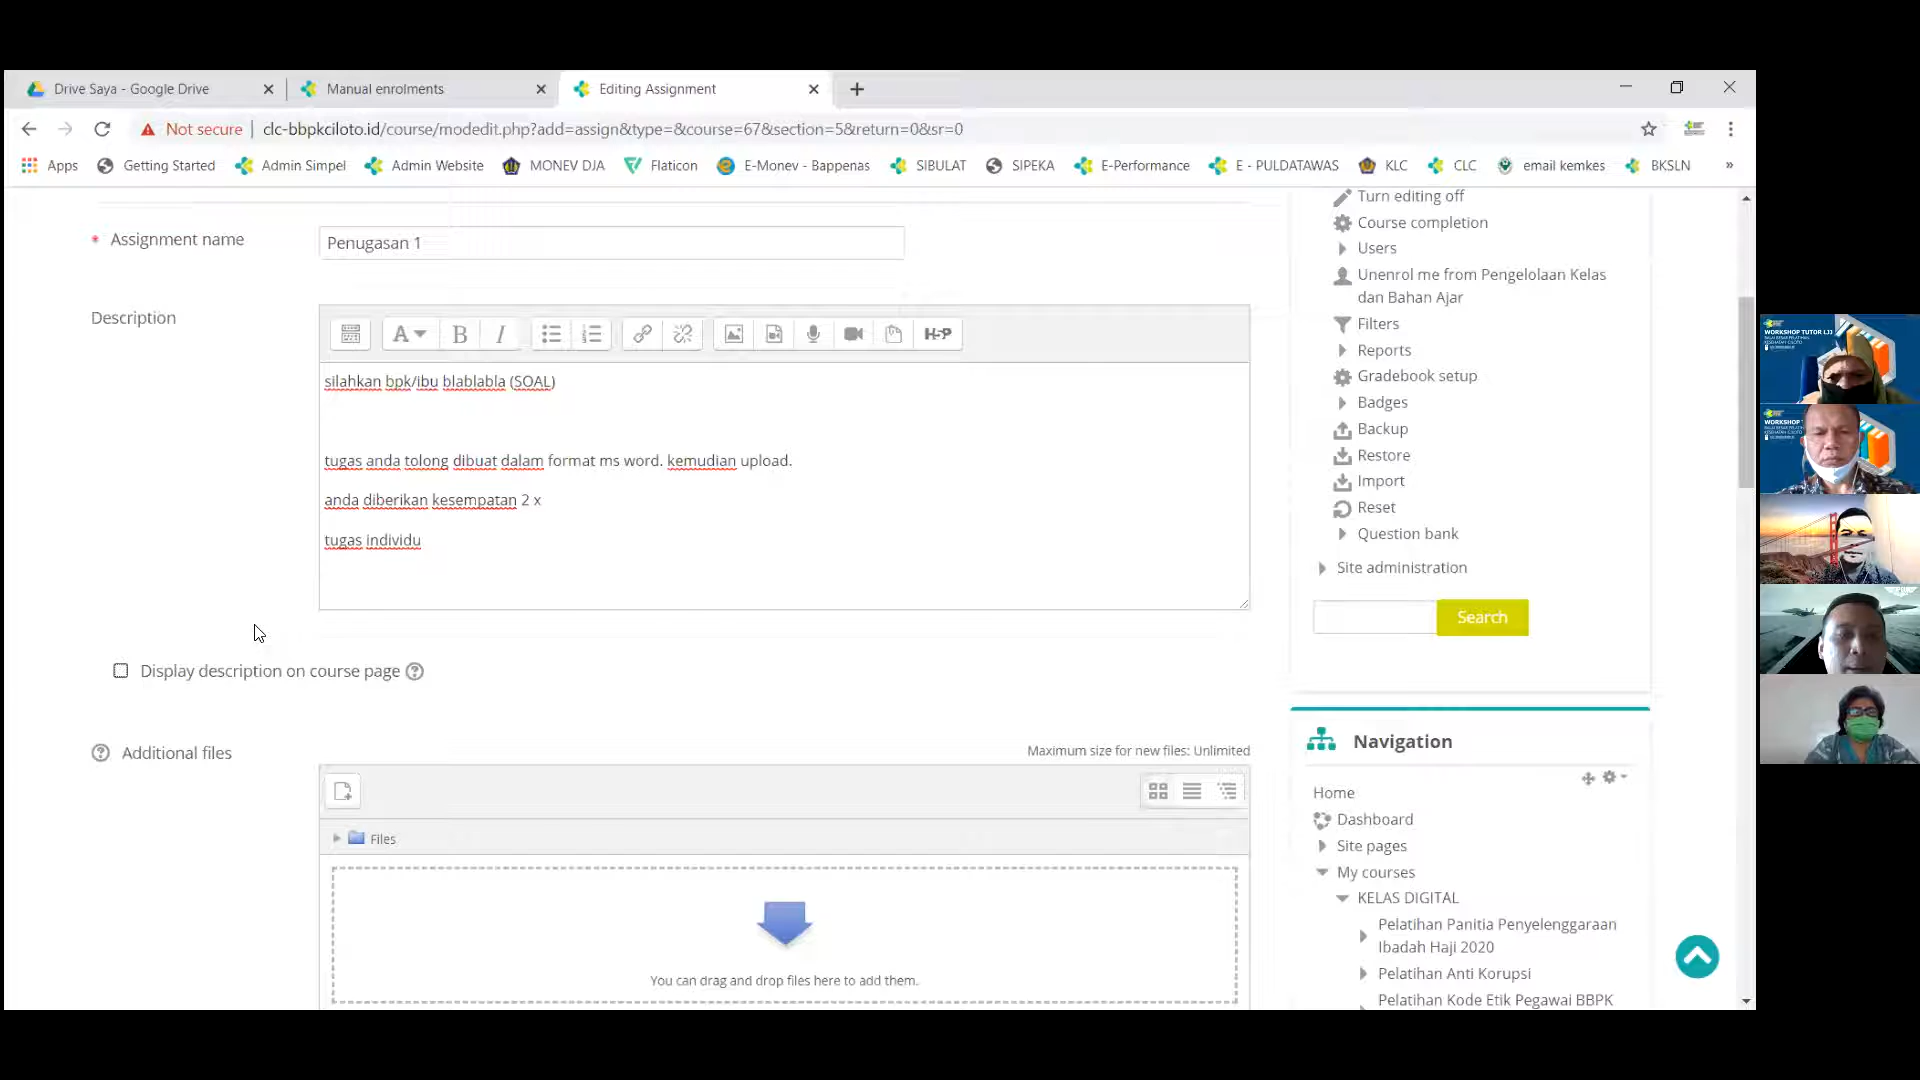 Drive Saya - Google Drive
Manual enrolments
Editing Assignment
Not secure
clc-bbpkciloto.id/course/modedit.php?add=assign&type=&course=67&section=5&return=0&sr=0
Apps
Getting Started
Admin Simpel
Admin Website
MONEV DJA
Flaticon
E-Monev - Bappenas
SIBULAT
SIPEKA
E-Performance
E - PULDATAWAS
KLC
CLC
email kemkes
BKSLN
»
* Assignment name
Penugasan 1
Description
A
B
I
H-P
silahkan bpk/ibu blablabla (SOAL)
tugas anda tolong dibuat dalam format ms word. kemudian upload.
anda diberikan kesempatan 2 x
tugas individu
Display description on course page
Additional files
Maximum size for new files: Unlimited
Files
You can drag and drop files here to add them.
Turn editing off
Course completion
Users
Unenrol me from Pengelolaan Kelas
dan Bahan Ajar
Filters
Reports
Gradebook setup
Badges
Backup
Restore
Import
Reset
Question bank
Site administration
Search
Navigation
Home
Dashboard
Site pages
My courses
KELAS DIGITAL
Pelatihan Panitia Penyelenggaraan
Ibadah Haji 2020
Pelatihan Anti Korupsi
Pelatihan Kode Etik Pegawai BBPK
WORKSHOP TUTOR LJJ
WORKSHOP T